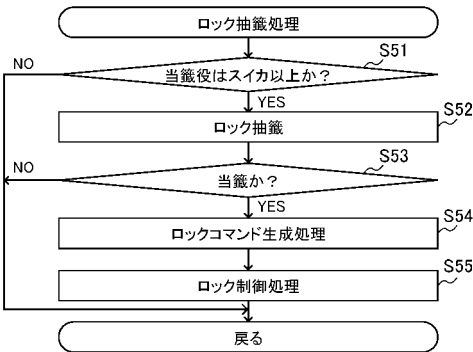 ロック抽籤処理
S51
NO
当籤役はスイカ以上か？
YES
S52
ロック抽籤
S53
NO
当籤か？
YES
S54
ロックコマンド生成処理
S55
ロック制御処理
戻る